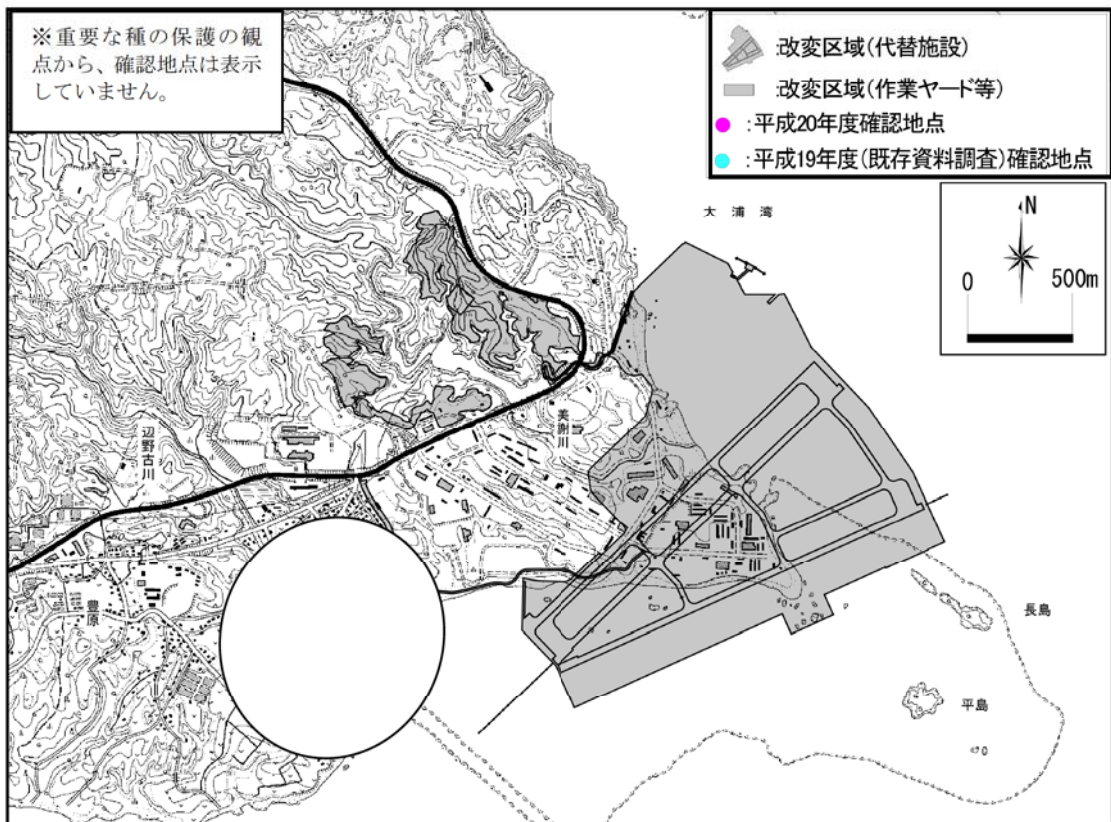 ※重要な種の保護の観
点から、確認地点は表示
していません。
:改変区域(代替施設)
:改変区域(作業ヤード等)
:平成20年度確認地点
:平成19年度(既存資料調査)確認地点
大浦湾
N
0 500m
美謝川
辺野古川
豊原
長島
平島